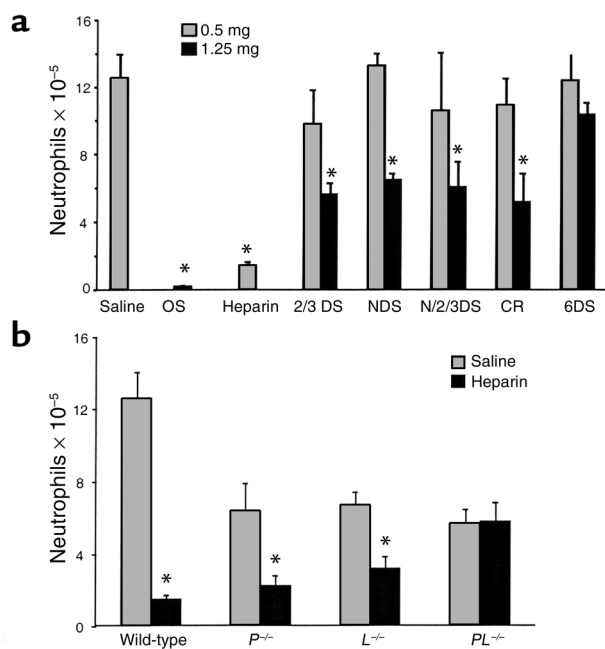 a
0.5 mg
1.25 mg
Neutrophils × 10⁻⁵
16
12
8
4
0
*
*
*
*
*
*
Saline OS Heparin 2/3 DS NDS N/2/3DS CR 6DS
b
Saline
Heparin
Neutrophils × 10⁻⁵
16
12
8
4
0
*
*
*
Wild-type P⁻/⁻ L⁻/⁻ PL⁻/⁻